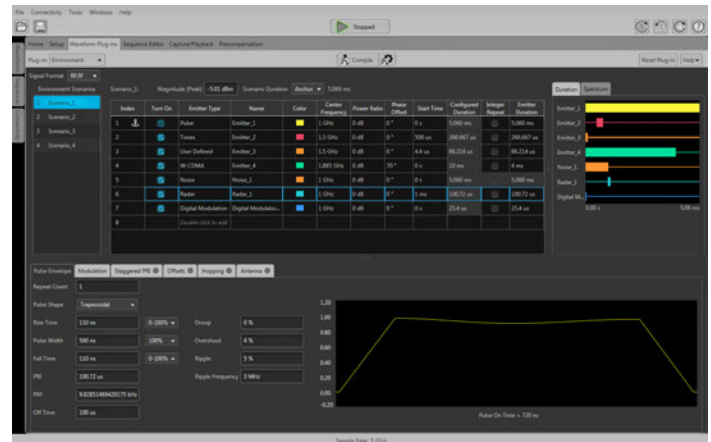 File Connectivity Tools Windows Help
Stopped
Home Setup Waveform Plug-ins Sequence Editor Capture/Playback Precompensation
Plug-in: Environment Compile Reset Plug-in Help
Signal Format RF/IF
Environment Scenarios
1 Scenario_1
2 Scenario_2
3 Scenario_3
4 Scenario_4
Scenario_1: Magnitude (Peak) -5.01 dBm Scenario Duration Anchor 5.060 ms
Index Turn On Emitter Type Name Color Center Frequency Power Ratio Phase Offset Start Time Configured Duration Integer Repeat Emitter Duration
1 Pulse Emitter_1 1 GHz 0 dB 0 ° 0 s 5.060 ms 5.060 ms
2 Tones Emitter_2 1.3 GHz 0 dB 0 ° 500 us 266.667 us 266.667 us
3 User Defined Emitter_3 1.5 GHz 0 dB 0 ° 4.4 us 86.214 us 86.214 us
4 W-CDMA Emitter_4 1.885 GHz 0 dB 70 ° 0 s 10 ms 4 ms
5 Noise Noise_1 1 GHz 0 dB 0 ° 0 s 5.060 ms 5.060 ms
6 Radar Radar_1 1 GHz 0 dB 0 ° 1 ms 100.72 us 100.72 us
7 Digital Modulation Digital Modulatio... 1 GHz 0 dB 0 ° 0 s 25.4 us 25.4 us
8 Double click to add
Duration Spectrum
Emitter_1
Emitter_2
Emitter_3
Emitter_4
Noise_1
Radar_1
Digital M...
0.00 s 5.06 ms
Pulse Envelope Modulation Staggered PRI Offsets Hopping Antenna
Repeat Count 1
Pulse Shape Trapezoidal
Rise Time 110 ns 0-100% Droop 0 %
Pulse Width 500 ns 100% Overshoot 4 %
Fall Time 110 ns 0-100% Ripple 5 %
PRI 100.72 us Ripple Frequency 3 MHz
PRF 9.92851469420175 kHz
Off Time 100 us
1.20
1.00
0.80
0.60
0.40
0.20
0.00
-0.20
Pulse On Time = 720 ns